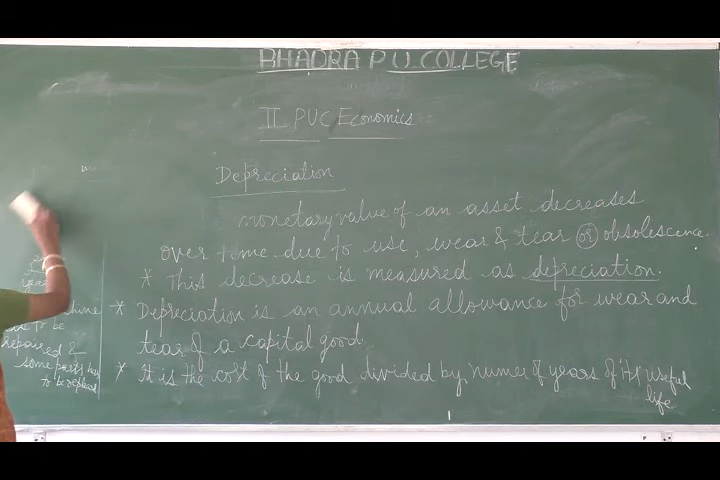 BHADRA P U COLLEGE
II PUC Economics
Depreciation
monetary value of an asset decreases
over time due to use, wear & tear or obsolescence.
* This decrease is measured as depreciation.
* Depreciation is an annual allowance for wear and
tear of a capital good.
* It is the cost of the good divided by numer of years of its useful
life
to be
repaired &
some parts has
to be